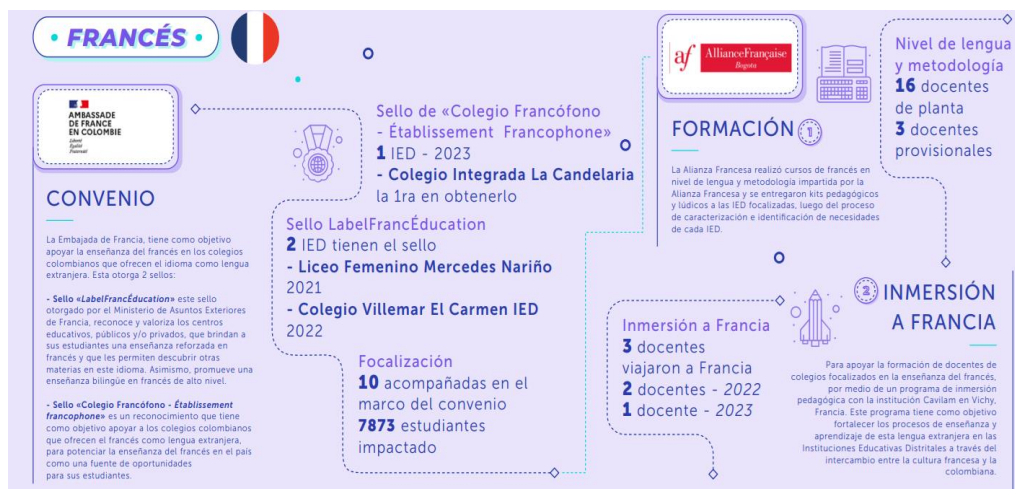 • FRANCÉS •
AMBASSADE
DE FRANCE
EN COLOMBIE
Liberté
Égalité
Fraternité
CONVENIO
La Embajada de Francia, tiene como objetivo
apoyar la enseñanza del francés en los colegios
colombianos que ofrecen el idioma como lengua
extranjera. Esta otorga 2 sellos:
- Sello «LabelFrancÉducation» este sello
otorgado por el Ministerio de Asuntos Exteriores
de Francia, reconoce y valoriza los centros
educativos, públicos y/o privados, que brindan a
sus estudiantes una enseñanza reforzada en
francés y que les permiten descubrir otras
materias en este idioma. Asimismo, promueve una
enseñanza bilingüe en francés de alto nivel.
- Sello «Colegio Francófono - Établissement
francophone» es un reconocimiento que tiene
como objetivo apoyar a los colegios colombianos
que ofrecen el francés como lengua extranjera,
para potenciar la enseñanza del francés en el país
como una fuente de oportunidades
para sus estudiantes.
Sello de «Colegio Francófono
- Établissement Francophone»
1 IED - 2023
- Colegio Integrada La Candelaria
la 1ra en obtenerlo
Sello LabelFrancÉducation
2 IED tienen el sello
- Liceo Femenino Mercedes Nariño
2021
- Colegio Villemar El Carmen IED
2022
Focalización
10 acompañadas en el
marco del convenio
7873 estudiantes
impactado
af AllianceFrançaise
Bogota
FORMACIÓN 1
La Alianza Francesa realizó cursos de francés en
nivel de lengua y metodología impartida por la
Alianza Francesa y se entregaron kits pedagógicos
y lúdicos a las IED focalizadas, luego del proceso
de caracterización e identificación de necesidades
de cada IED.
Nivel de lengua
y metodología
16 docentes
de planta
3 docentes
provisionales
Inmersión a Francia
3 docentes
viajaron a Francia
2 docentes - 2022
1 docente - 2023
2 INMERSIÓN
A FRANCIA
Para apoyar la formación de docentes de
colegios focalizados en la enseñanza del francés,
por medio de un programa de inmersión
pedagógica con la institución Cavilam en Vichy,
Francia. Este programa tiene como objetivo
fortalecer los procesos de enseñanza y
aprendizaje de esta lengua extranjera en las
Instituciones Educativas Distritales a través del
intercambio entre la cultura francesa y la
colombiana.